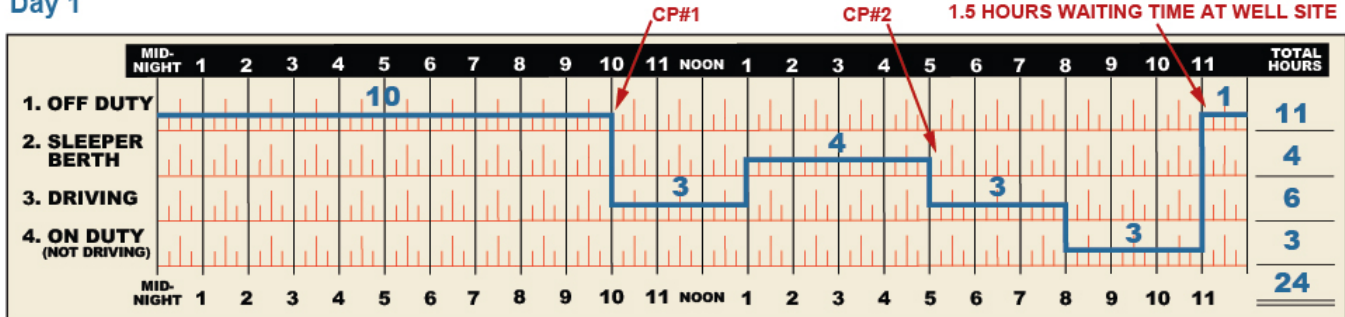 Day 1
CP#1 CP#2 1.5 HOURS WAITING TIME AT WELL SITE
MID-NIGHT 1 2 3 4 5 6 7 8 9 10 11 NOON 1 2 3 4 5 6 7 8 9 10 11 TOTAL HOURS
1. OFF DUTY 10 1 11
2. SLEEPER BERTH 4 4
3. DRIVING 3 3 6
4. ON DUTY (NOT DRIVING) 3 3
24
MID-NIGHT 1 2 3 4 5 6 7 8 9 10 11 NOON 1 2 3 4 5 6 7 8 9 10 11